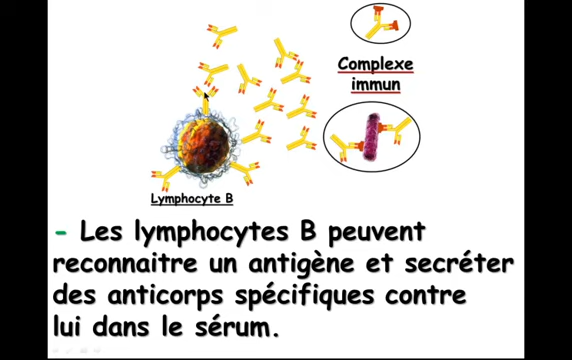 Complexe
immun
Lymphocyte B
- Les lymphocytes B peuvent
reconnaitre un antigène et secréter
des anticorps spécifiques contre
lui dans le sérum.